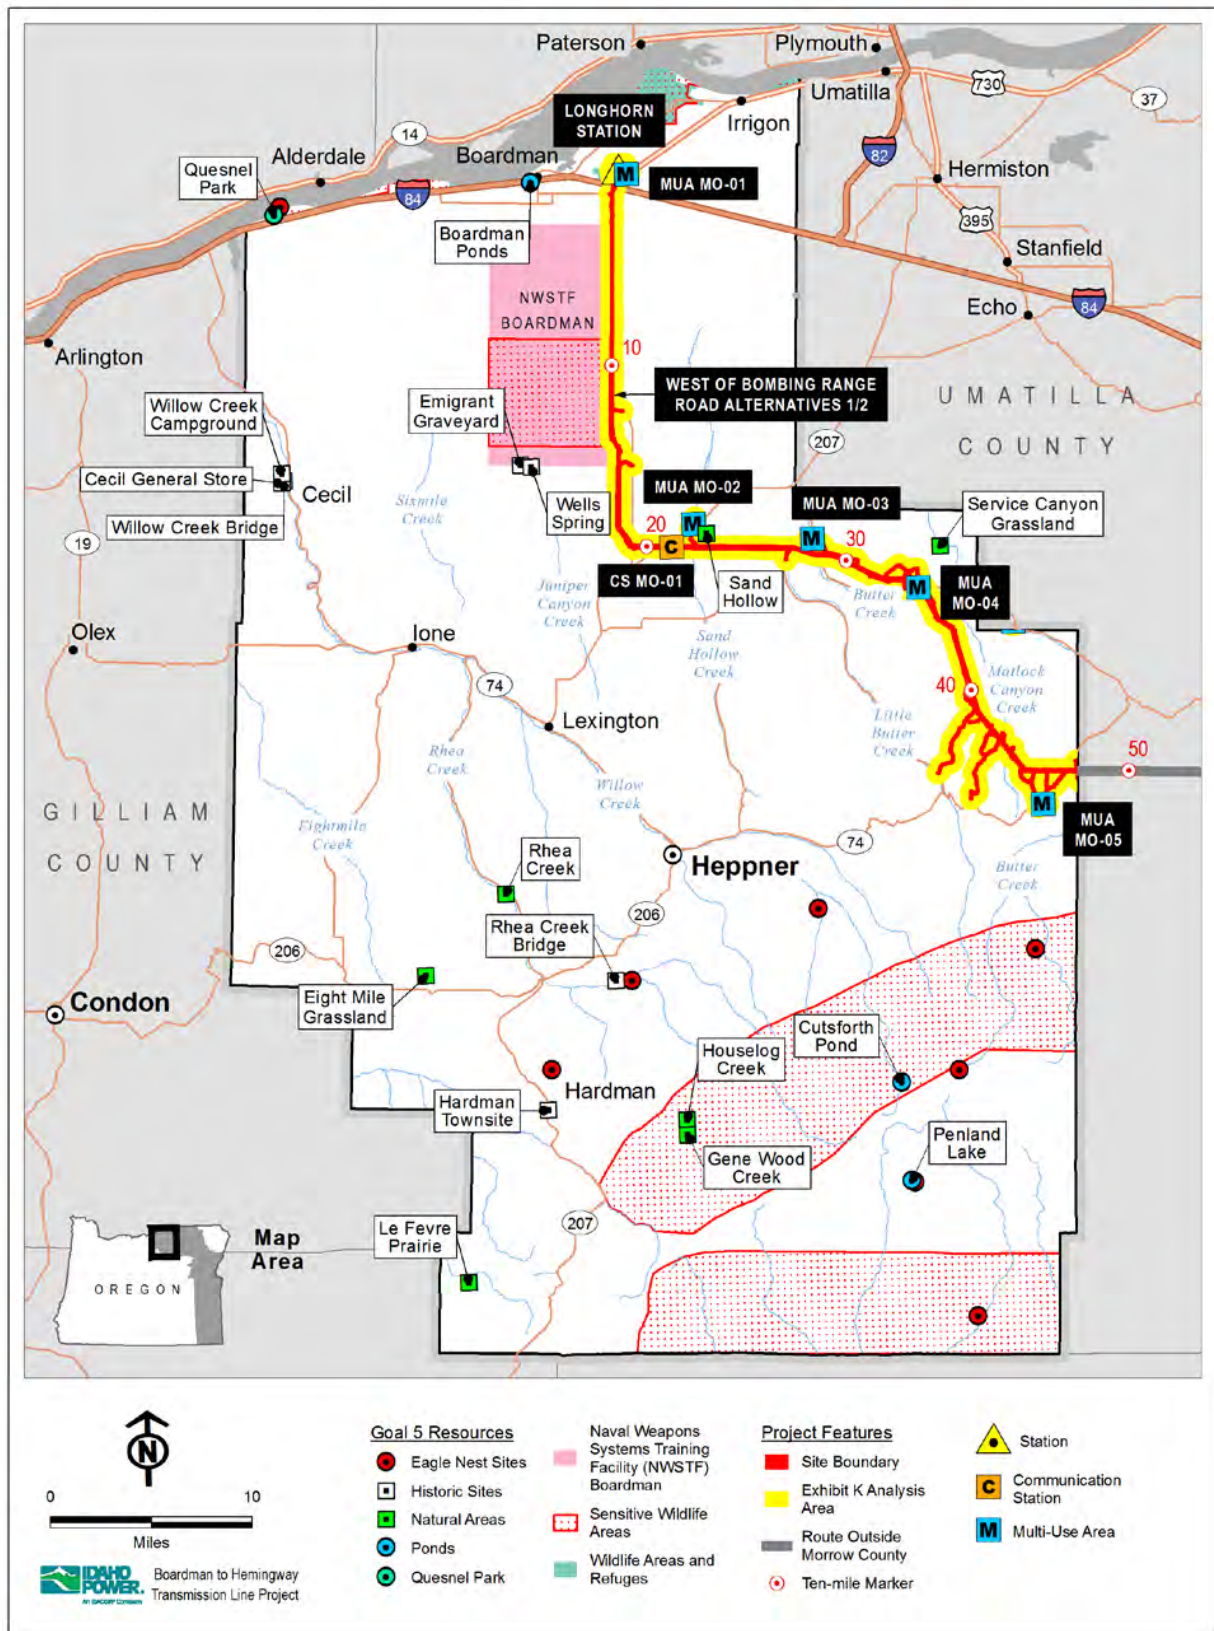 Paterson
Plymouth
Umatilla
730
37
LONGHORN
STATION
Irrigon
14
Alderdale
Boardman
82
Hermiston
Quesnel
Park
84
MUA MO-01
395
Boardman
Ponds
Stanfield
NWSTF
BOARDMAN
Echo
84
Arlington
10
WEST OF BOMBING RANGE
ROAD ALTERNATIVES 1/2
UMATILLA
COUNTY
Willow Creek
Campground
Emigrant
Graveyard
207
Cecil General Store
Cecil
Sixmile
Creek
Wells
Spring
MUA MO-02
MUA MO-03
Service Canyon
Grassland
Willow Creek Bridge
19
M
20
C
M
30
CS MO-01
Juniper
Canyon
Creek
Sand
Hollow
Butter
Creek
M
MUA
MO-04
Olex
Ione
Sand
Hollow
Creek
74
40
Matlock
Canyon
Creek
Lexington
Little
Butter
Creek
Rhea
Creek
50
GILLIAM
COUNTY
Willow
Creek
M
MUA
MO-05
Eightmile
Creek
74
Rhea
Creek
Heppner
Butter
Creek
206
Rhea Creek
Bridge
206
Eight Mile
Grassland
Condon
Cutsforth
Pond
Houselog
Creek
Hardman
Hardman
Townsite
Penland
Lake
Gene Wood
Creek
207
Le Fevre
Prairie
Map
Area
OREGON
N
0 10
Miles
IDAHO
POWER.
An IDACORP Company
Boardman to Hemingway
Transmission Line Project
Goal 5 Resources
Eagle Nest Sites
Historic Sites
Natural Areas
Ponds
Quesnel Park
Naval Weapons
Systems Training
Facility (NWSTF)
Boardman
Sensitive Wildlife
Areas
Wildlife Areas and
Refuges
Project Features
Site Boundary
Exhibit K Analysis
Area
Route Outside
Morrow County
Ten-mile Marker
Station
C Communication
Station
M Multi-Use Area